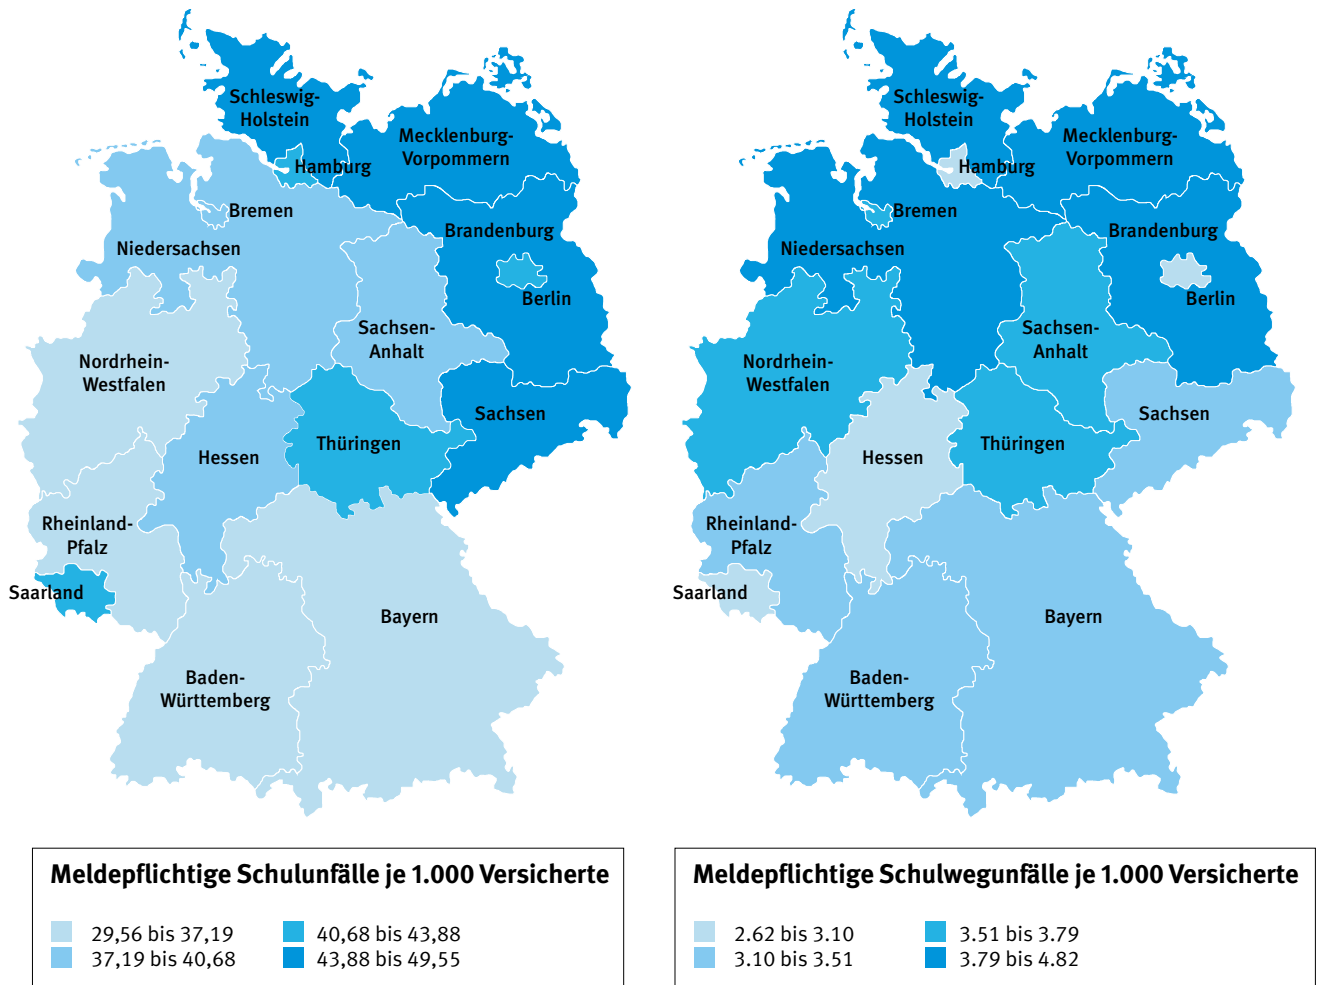 Schleswig-
Holstein
Mecklenburg-
Vorpommern
Hamburg
Bremen
Brandenburg
Niedersachsen
Berlin
Sachsen-
Anhalt
Nordrhein-
Westfalen
Sachsen
Thüringen
Hessen
Rheinland-
Pfalz
Saarland
Bayern
Baden-
Württemberg
Meldepflichtige Schulunfälle je 1.000 Versicherte
29,56 bis 37,19
37,19 bis 40,68
40,68 bis 43,88
43,88 bis 49,55
Schleswig-
Holstein
Mecklenburg-
Vorpommern
Hamburg
Bremen
Brandenburg
Niedersachsen
Berlin
Sachsen-
Anhalt
Nordrhein-
Westfalen
Sachsen
Thüringen
Hessen
Rheinland-
Pfalz
Saarland
Bayern
Baden-
Württemberg
Meldepflichtige Schulwegunfälle je 1.000 Versicherte
2.62 bis 3.10
3.10 bis 3.51
3.51 bis 3.79
3.79 bis 4.82